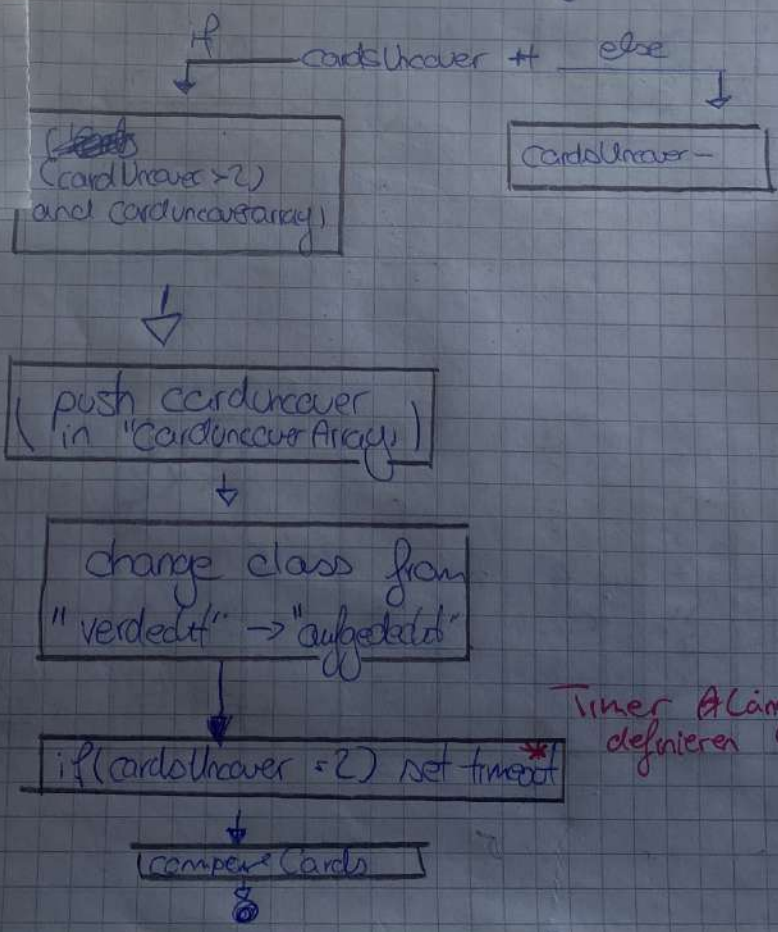 if cardsUncover ++ else
(cardUncover >2)
and carduncoverarray)
cardsUncover--
(push carduncover
in "CarduncoverArray")
change class from
"verdeckt" -> "aufgedeckt"
Timer
definieren
if(cardsUncover =2) set timeout*
compare Cards
8